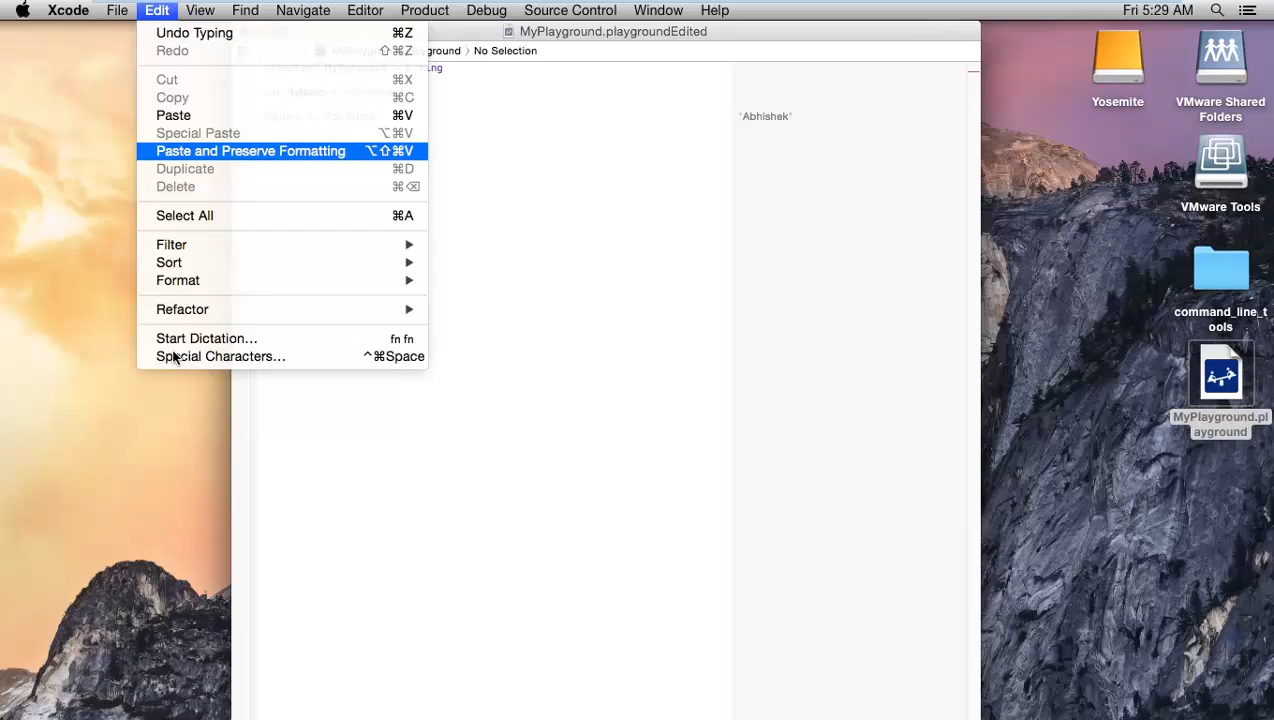 Xcode File Edit View Find Navigate Editor Product Debug Source Control Window Help Fri 5:29 AM
MyPlayground.playgroundEdited
Undo Typing ⌘Z
Redo ⇧⌘Z
ground 〉 No Selection
Cut ⌘X
Copy ⌘C
Paste ⌘V
Special Paste ⌥⌘V
Paste and Preserve Formatting ⌥⇧⌘V
Duplicate ⌘D
Delete ⌘⌫
Select All ⌘A
Filter ▶
Sort ▶
Format ▶
Refactor ▶
Start Dictation... fn fn
Special Characters... ^⌘Space
"Abhishek"
Yosemite
VMware Shared
Folders
VMware Tools
command_line_t
ools
MyPlayground.pl
ayground